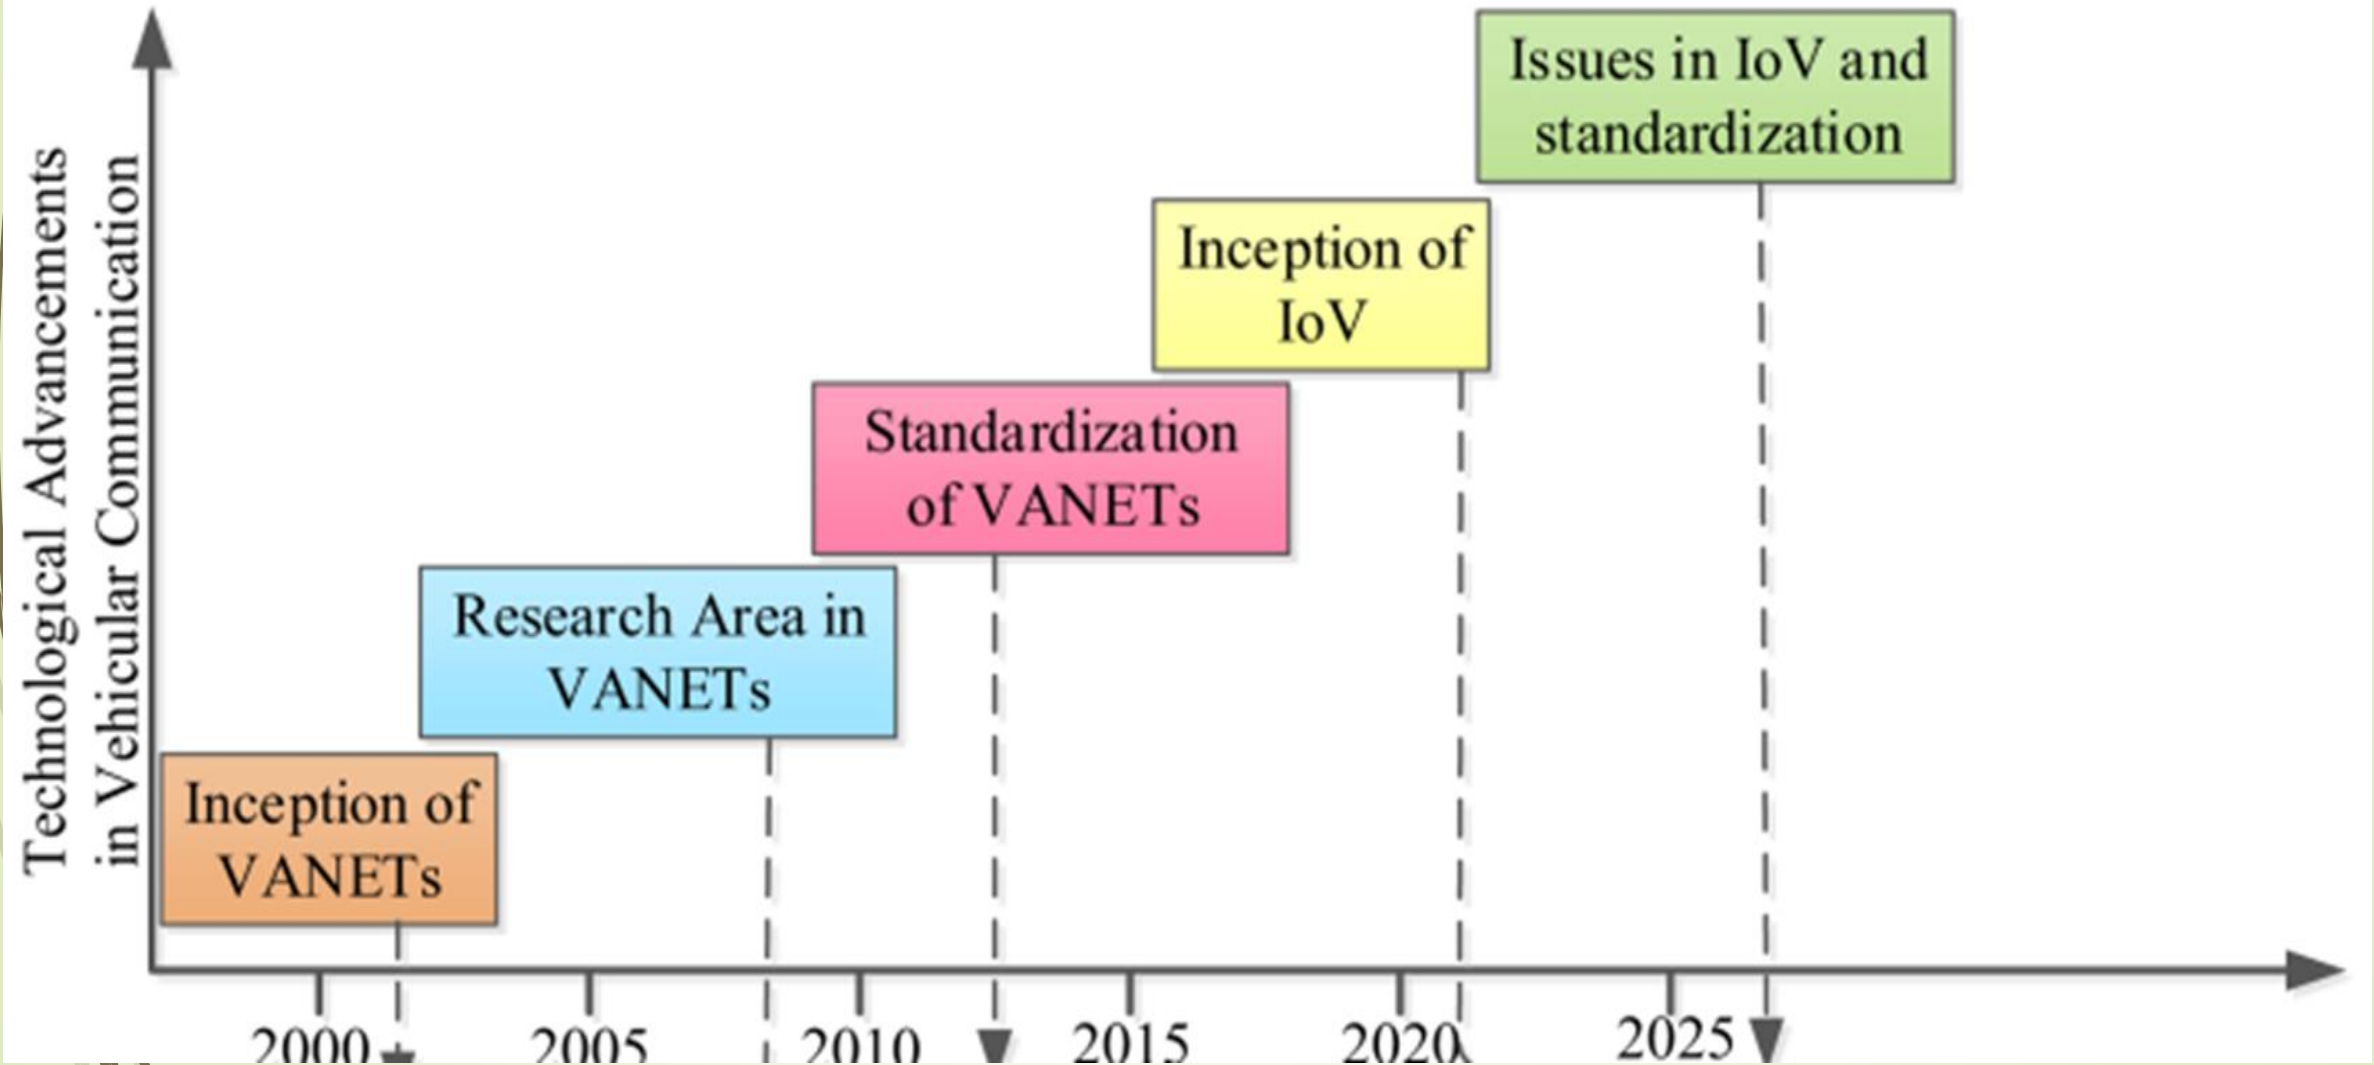 Technological Advancements
in Vehicular Communication
Issues in IoV and
standardization
Inception of
IoV
Standardization
of VANETs
Research Area in
VANETs
Inception of
VANETs
2000 2005 2010 2015 2020 2025